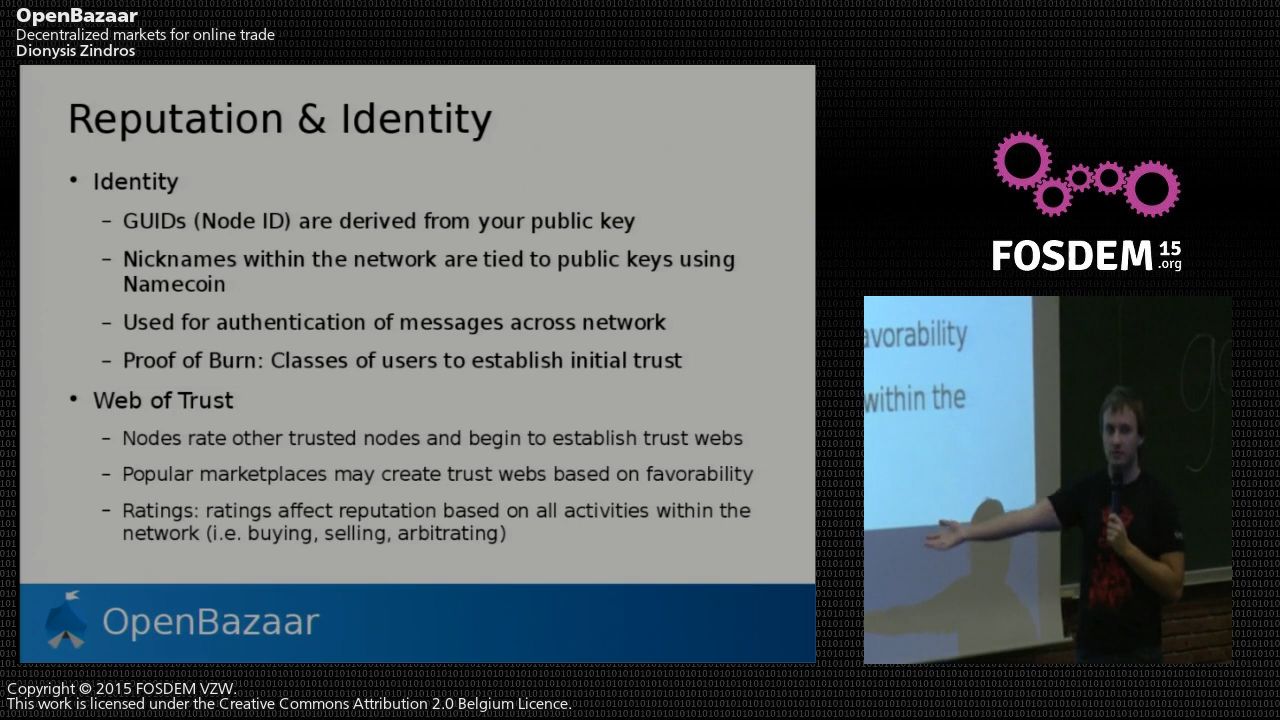 OpenBazaar
Decentralized markets for online trade
Dionysis Zindros
Reputation & Identity
• Identity
– GUIDs (Node ID) are derived from your public key
– Nicknames within the network are tied to public keys using
Namecoin
– Used for authentication of messages across network
– Proof of Burn: Classes of users to establish initial trust
• Web of Trust
– Nodes rate other trusted nodes and begin to establish trust webs
– Popular marketplaces may create trust webs based on favorability
– Ratings: ratings affect reputation based on all activities within the
network (i.e. buying, selling, arbitrating)
OpenBazaar
FOSDEM 15
.org
avorability
within the
Copyright © 2015 FOSDEM VZW.
This work is licensed under the Creative Commons Attribution 2.0 Belgium Licence.